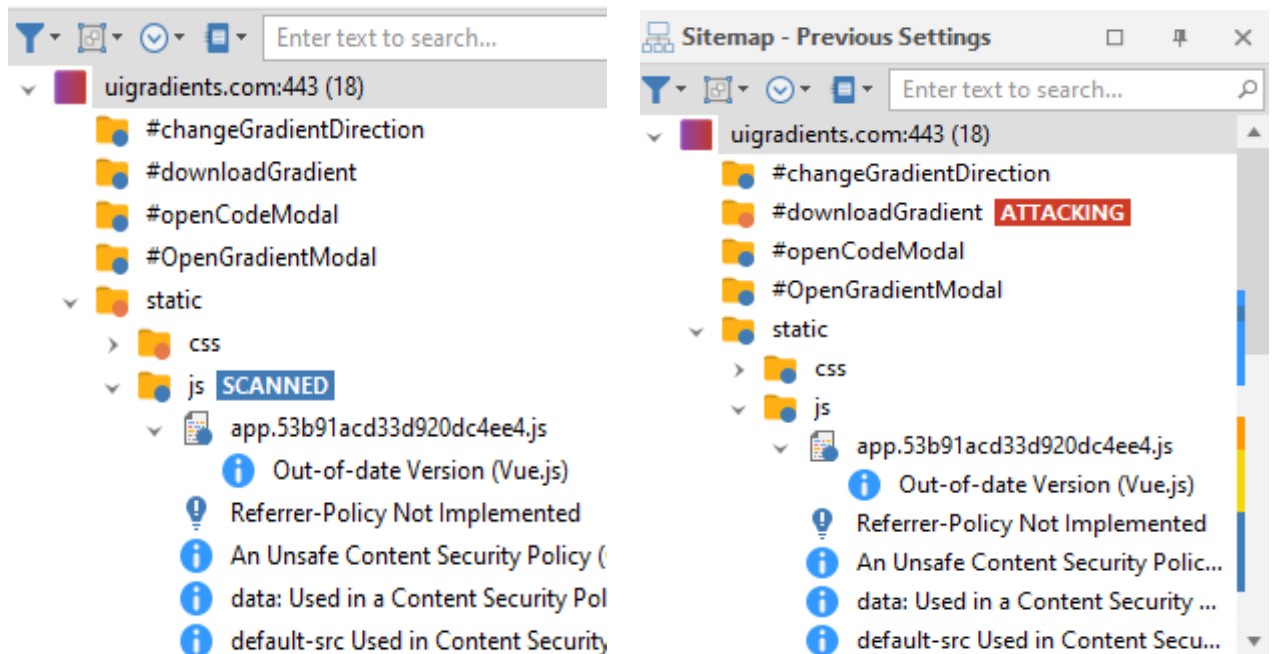 Enter text to search...
uigradients.com:443 (18)
#changeGradientDirection
#downloadGradient
#openCodeModal
#OpenGradientModal
static
css
js SCANNED
app.53b91acd33d920dc4ee4.js
Out-of-date Version (Vue.js)
Referrer-Policy Not Implemented
An Unsafe Content Security Policy (
data: Used in a Content Security Pol
default-src Used in Content Security
Sitemap - Previous Settings
Enter text to search...
uigradients.com:443 (18)
#changeGradientDirection
#downloadGradient ATTACKING
#openCodeModal
#OpenGradientModal
static
css
js
app.53b91acd33d920dc4ee4.js
Out-of-date Version (Vue.js)
Referrer-Policy Not Implemented
An Unsafe Content Security Polic...
data: Used in a Content Security ...
default-src Used in Content Secu...